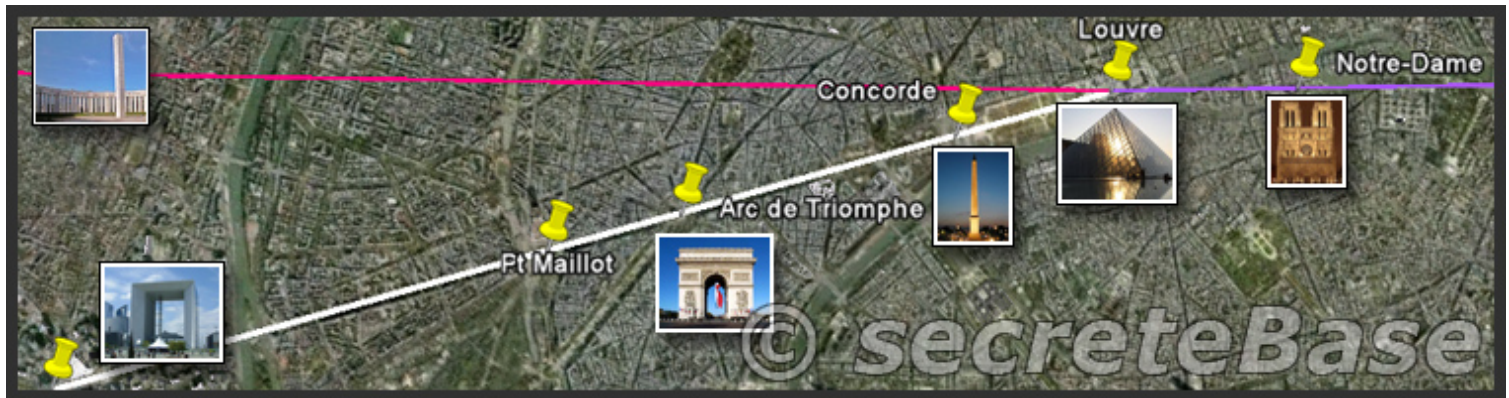 Louvre
Notre-Dame
Concorde
Arc de Triomphe
Pt Maillot
© secreteBase